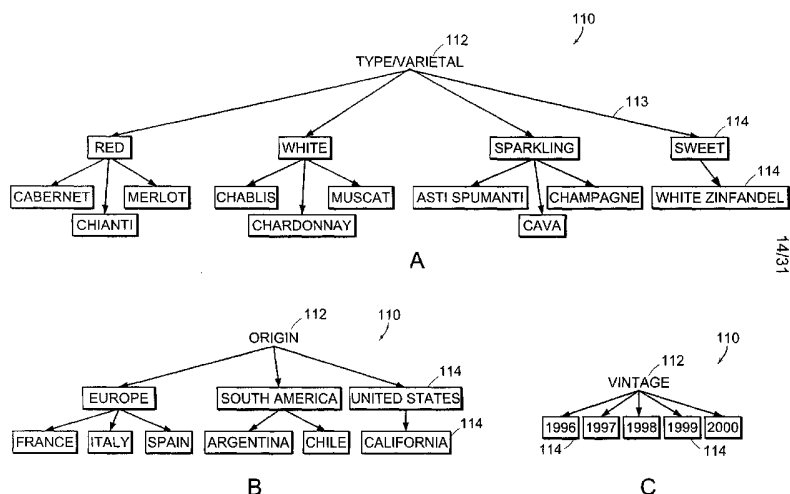 110
112
TYPE/VARIETAL
113
114
RED WHITE SPARKLING SWEET
114
CABERNET MERLOT CHABLIS MUSCAT ASTI SPUMANTI CHAMPAGNE WHITE ZINFANDEL
CHIANTI CHARDONNAY CAVA
A
14/31
112 110
ORIGIN
114
EUROPE SOUTH AMERICA UNITED STATES
114
FRANCE ITALY SPAIN ARGENTINA CHILE CALIFORNIA
B
110
112
VINTAGE
1996 1997 1998 1999 2000
114 114
C